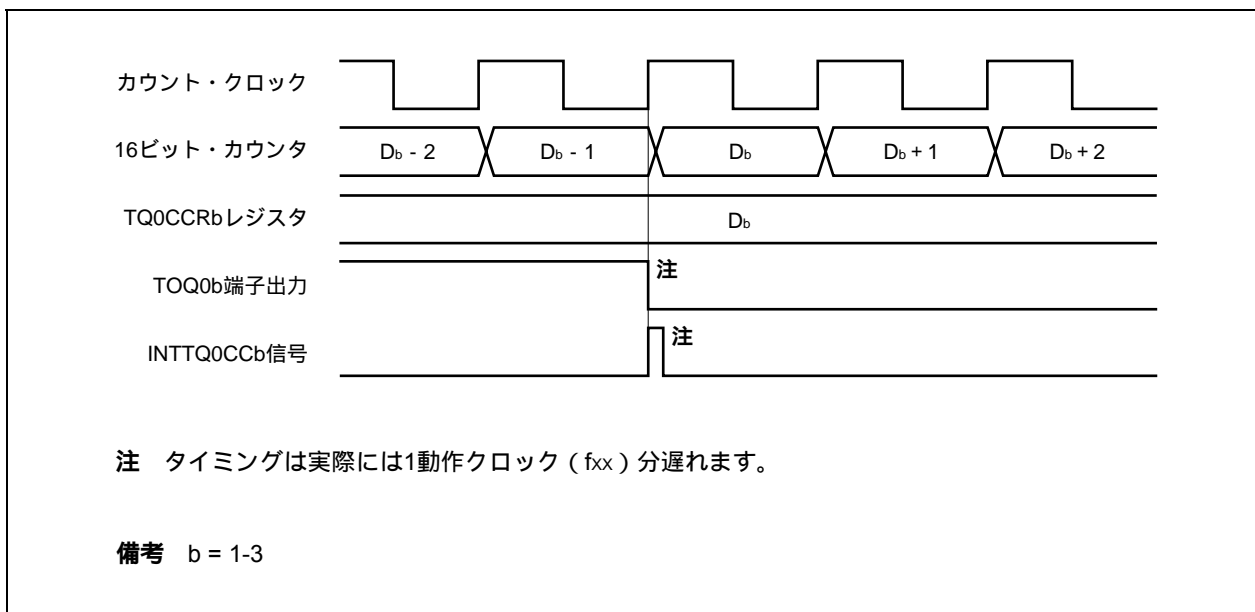 カウント・クロック
16ビット・カウンタ
Db - 2
Db - 1
Db
Db + 1
Db + 2
TQ0CCRbレジスタ
Db
TOQ0b端子出力
注
INTTQ0CCb信号
注
注 タイミングは実際には1動作クロック（fxx）分遅れます。
備考 b = 1-3